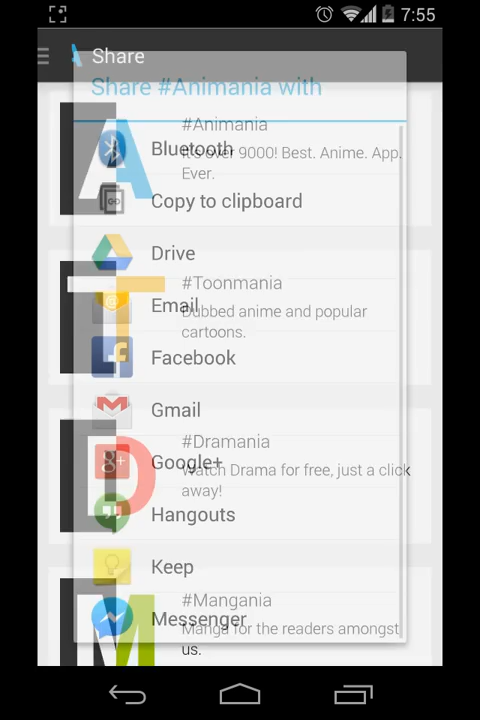 7:55
Share
Share #Animania with
#Animania
It's over 9000! Best. Anime. App.
Ever.
Bluetooth
Copy to clipboard
Drive
#Toonmania
Dubbed anime and popular
cartoons.
Email
Facebook
Gmail
#Dramania
Watch Drama for free, just a click
away!
Google+
Hangouts
Keep
#Mangania
Manga for the readers amongst
us.
Messenger
A
T
D
M